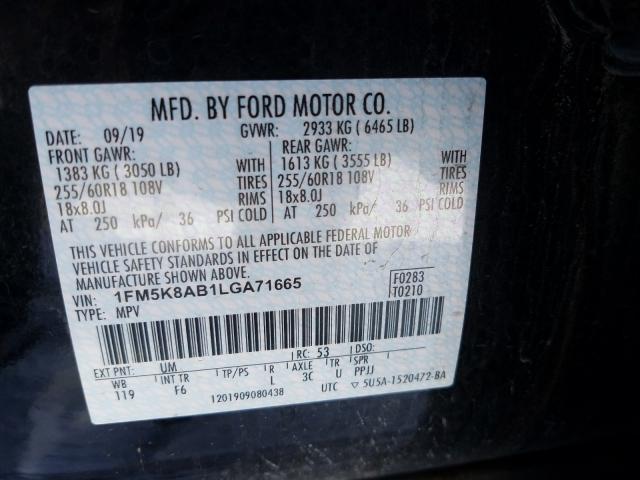 MFD. BY FORD MOTOR CO.
DATE: 09/19 GVWR: 2933 KG ( 6465 LB)
FRONT GAWR: REAR GAWR:
1383 KG ( 3050 LB) WITH 1613 KG ( 3555 LB) WITH
255/60R18 108V TIRES 255/60R18 108V TIRES
18x8.0J RIMS 18x8.0J RIMS
AT 250 kPa/ 36 PSI COLD AT 250 kPa/ 36 PSI COLD
THIS VEHICLE CONFORMS TO ALL APPLICABLE FEDERAL MOTOR
VEHICLE SAFETY STANDARDS IN EFFECT ON THE DATE OF
MANUFACTURE SHOWN ABOVE.
VIN: 1FM5K8AB1LGA71665 F0283
TYPE: MPV T0210
EXT PNT: UM RC: 53 DSO:
WB INT TR TP/PS R AXLE TR SPR
119 F6 L 3C U PPJJ
1201909080438 UTC ▽ 5U5A-1520472-BA